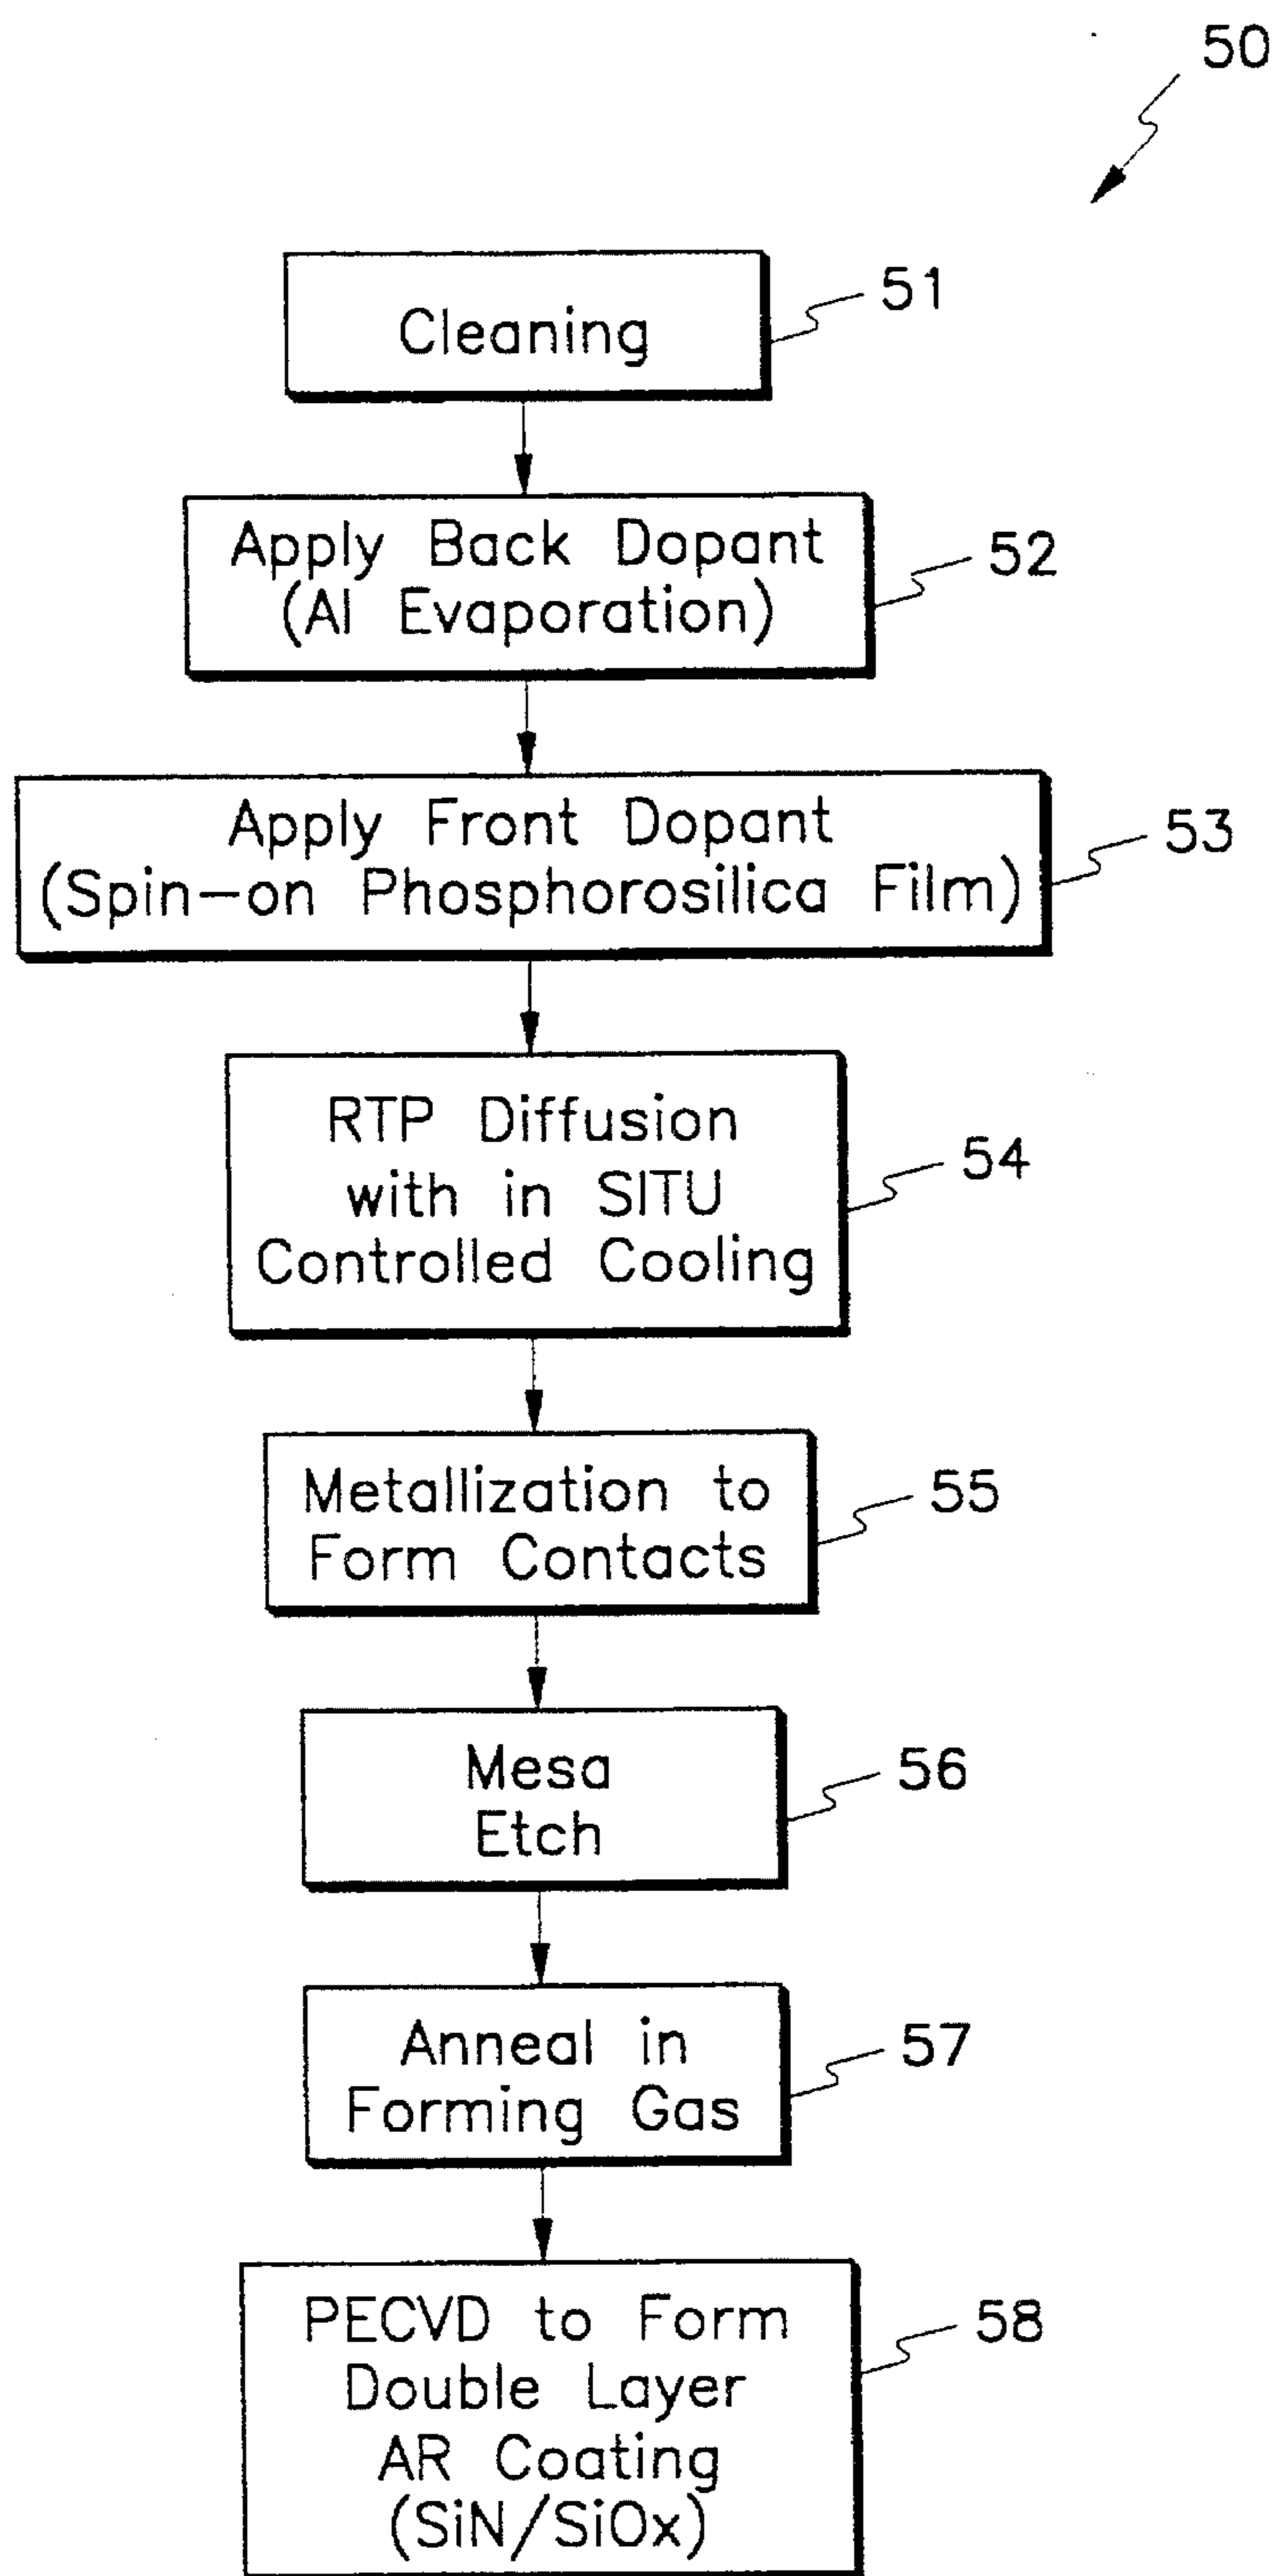 50
Cleaning
51
Apply Back Dopant
(Al Evaporation)
52
Apply Front Dopant
(Spin-on Phosphorosilica Film)
53
RTP Diffusion
with in SITU
Controlled Cooling
54
Metallization to
Form Contacts
55
Mesa
Etch
56
Anneal in
Forming Gas
57
PECVD to Form
Double Layer
AR Coating
(SiN/SiOx)
58